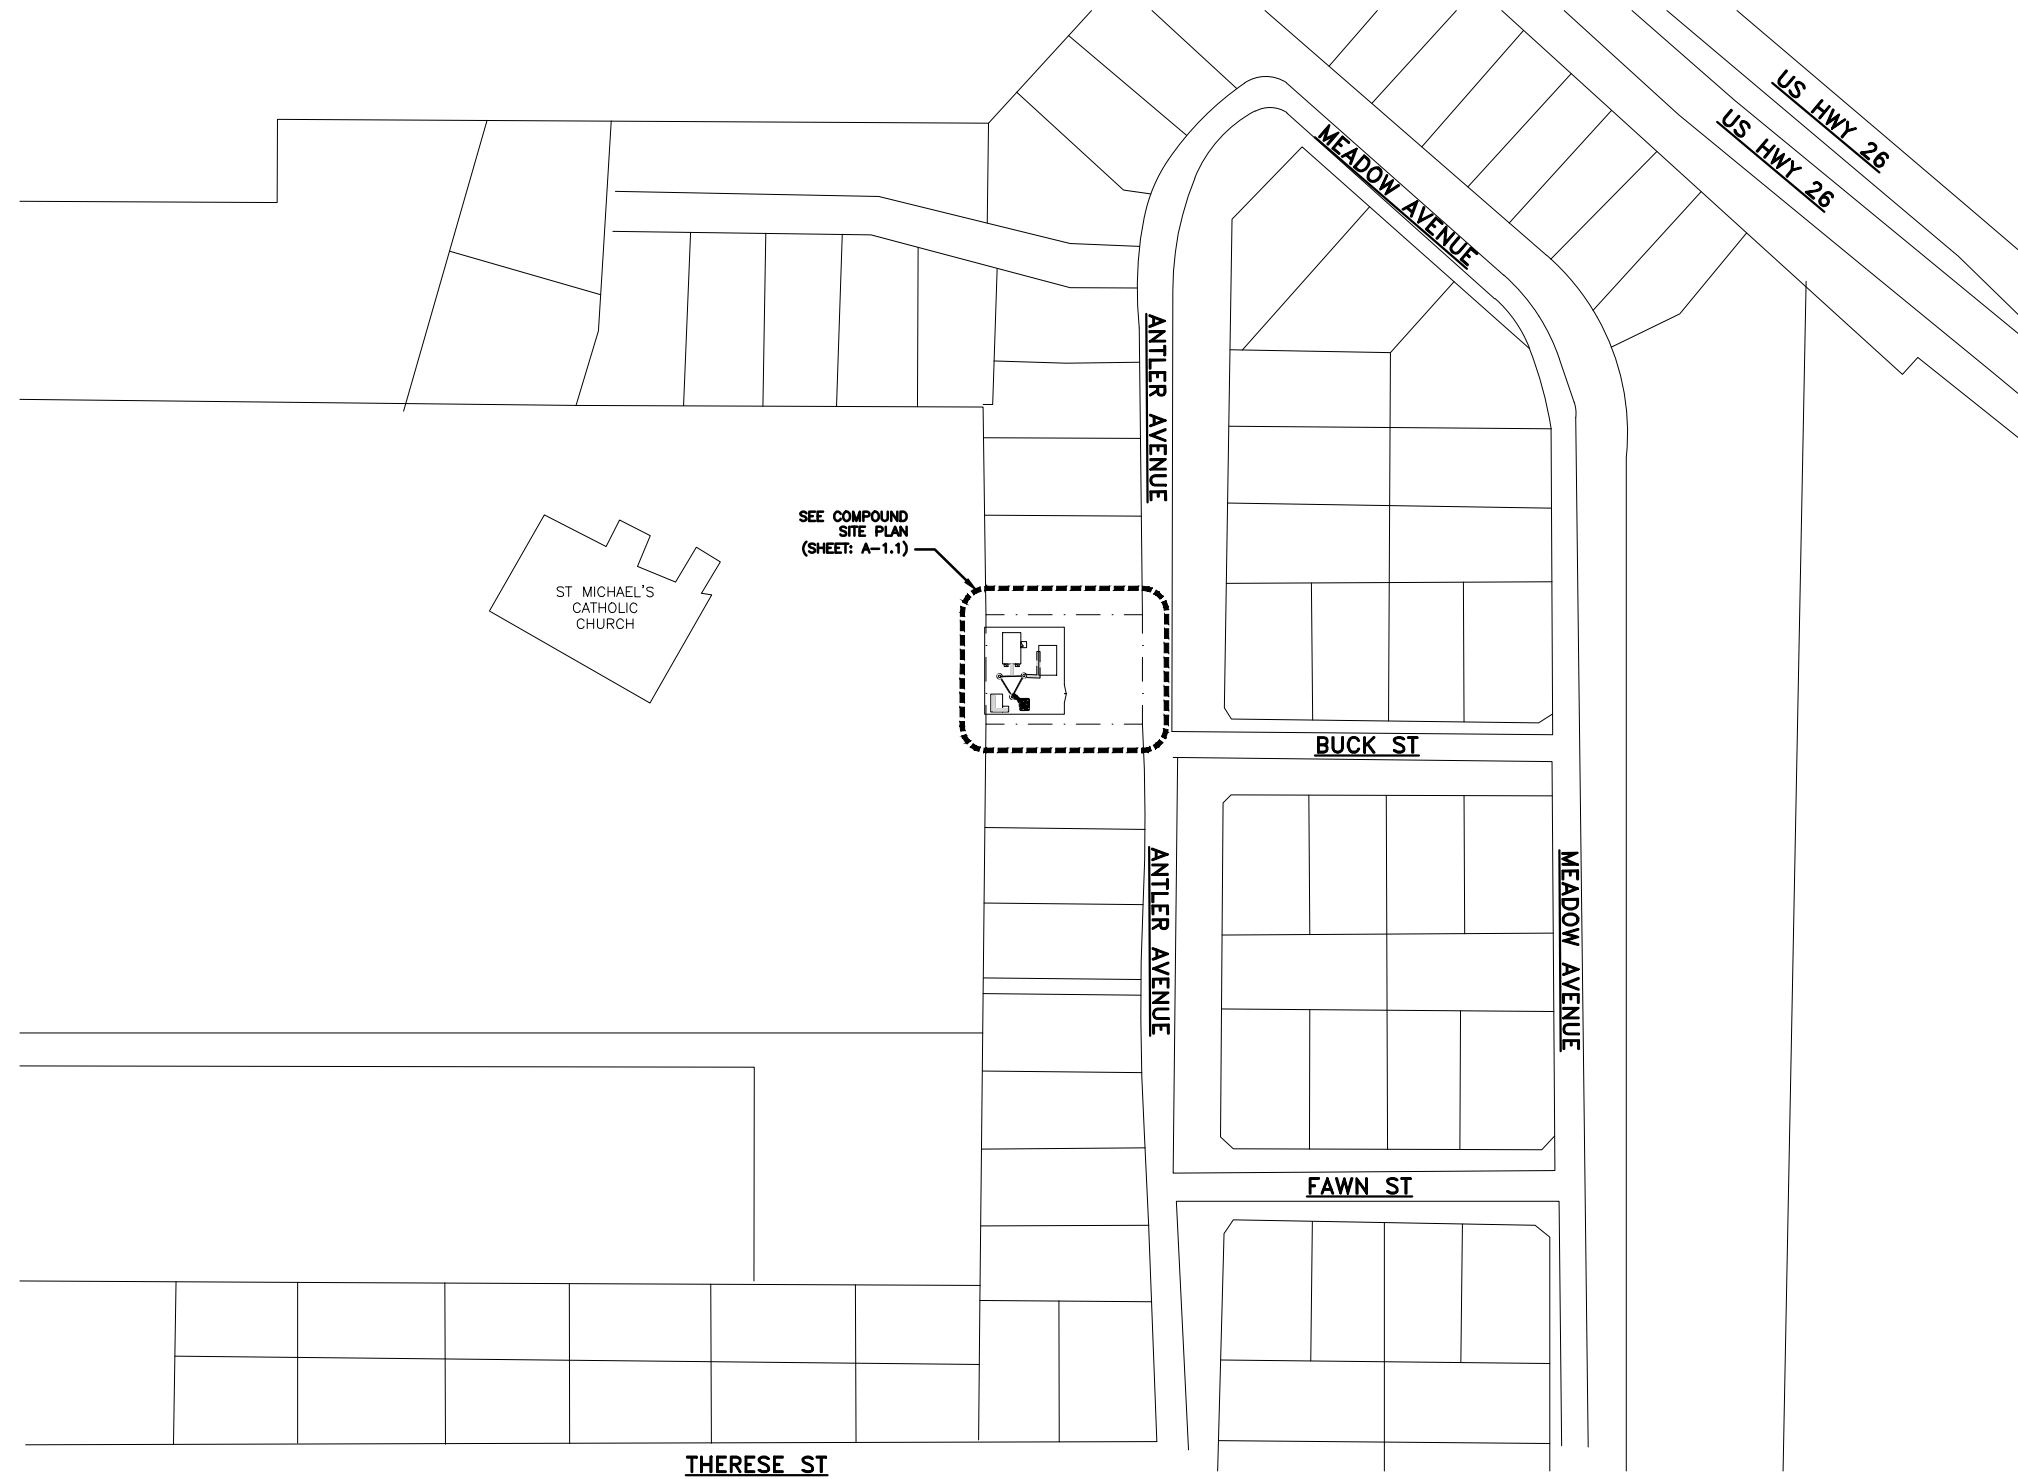 US HWY 26
US HWY 26
MEADOW AVENUE
ANTLER AVENUE
SEE COMPOUND
SITE PLAN
(SHEET: A-1.1)
ST MICHAEL'S
CATHOLIC
CHURCH
BUCK ST
ANTLER AVENUE
MEADOW AVENUE
FAWN ST
THERESE ST